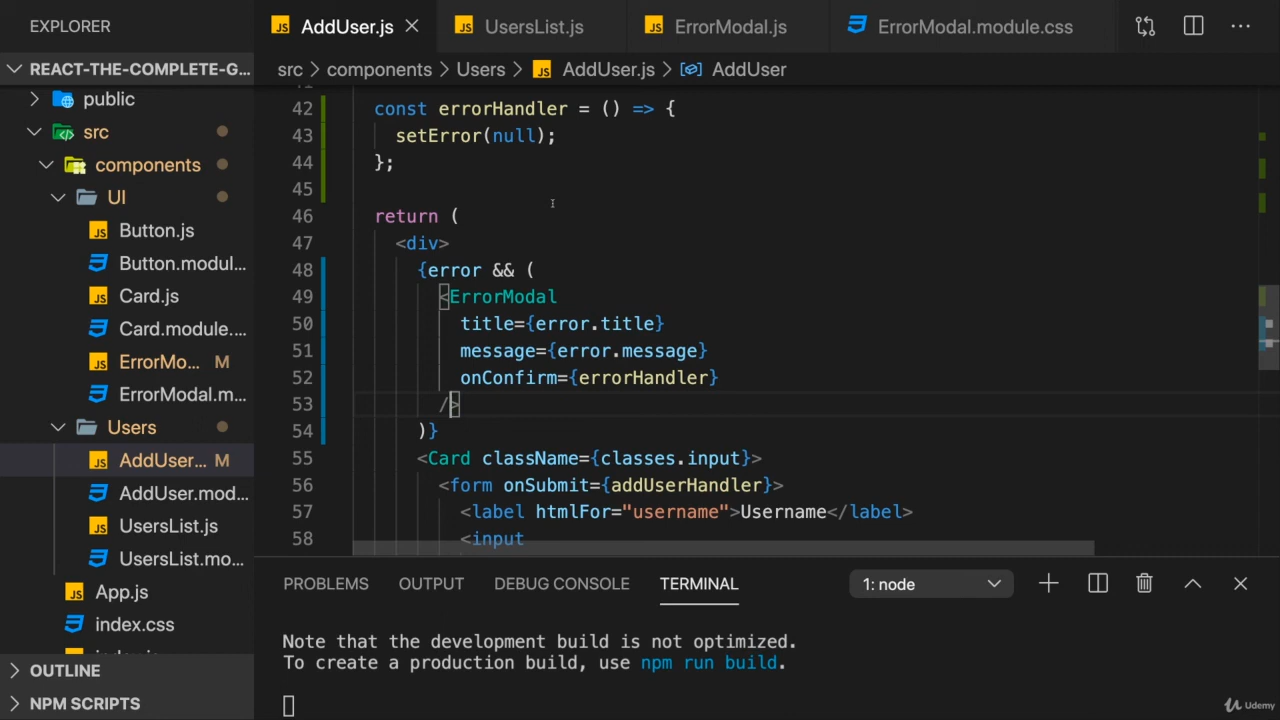 EXPLORER
AddUser.js
UsersList.js
ErrorModal.js
ErrorModal.module.css
REACT-THE-COMPLETE-G...
src > components > Users > AddUser.js > AddUser
public
src
components
UI
Button.js
Button.modul...
Card.js
Card.module....
ErrorMo... M
ErrorModal.m...
Users
AddUser... M
AddUser.mod...
UsersList.js
UsersList.mo...
App.js
index.css
OUTLINE
NPM SCRIPTS
42 const errorHandler = () => {
43 setError(null);
44 };
45
46 return (
47 <div>
48 {error && (
49 <ErrorModal
50 title={error.title}
51 message={error.message}
52 onConfirm={errorHandler}
53 />
54 )}
55 <Card className={classes.input}>
56 <form onSubmit={addUserHandler}>
57 <label htmlFor="username">Username</label>
58 <input
PROBLEMS OUTPUT DEBUG CONSOLE TERMINAL 1: node
Note that the development build is not optimized.
To create a production build, use npm run build.
Udemy